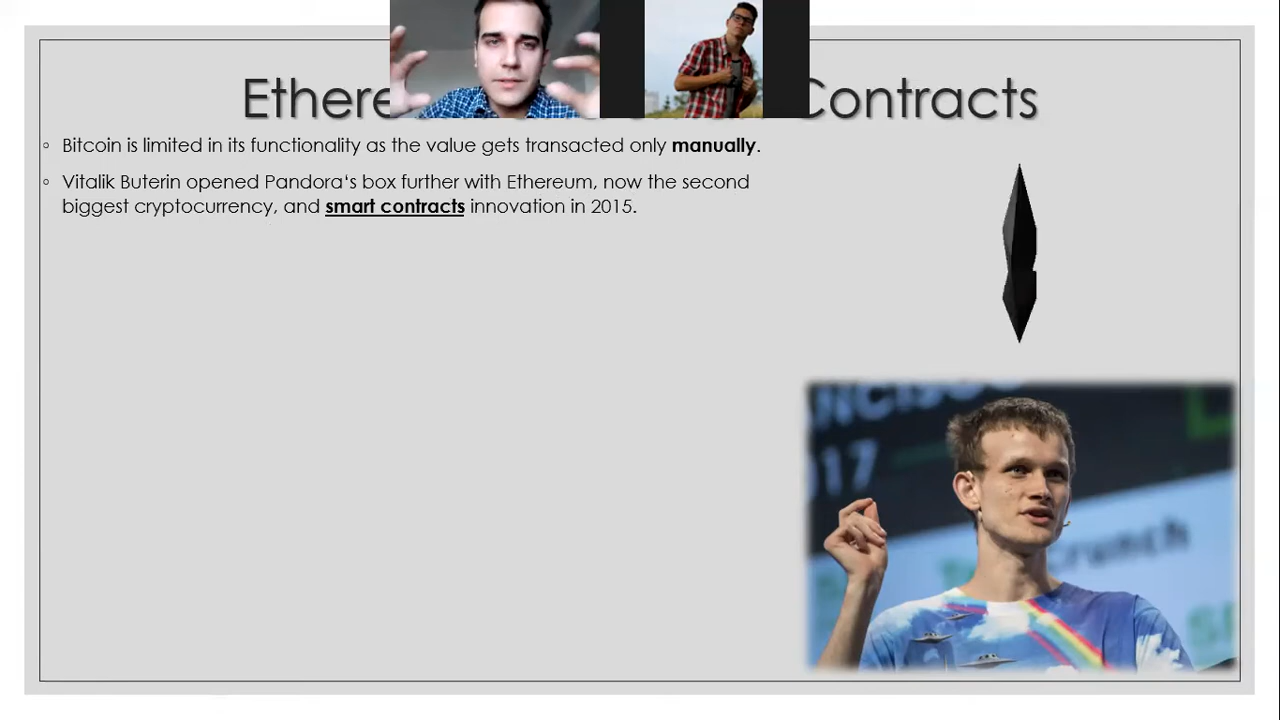 Contracts
◦ Bitcoin is limited in its functionality as the value gets transacted only manually.
◦ Vitalik Buterin opened Pandora‘s box further with Ethereum, now the second
biggest cryptocurrency, and smart contracts innovation in 2015.